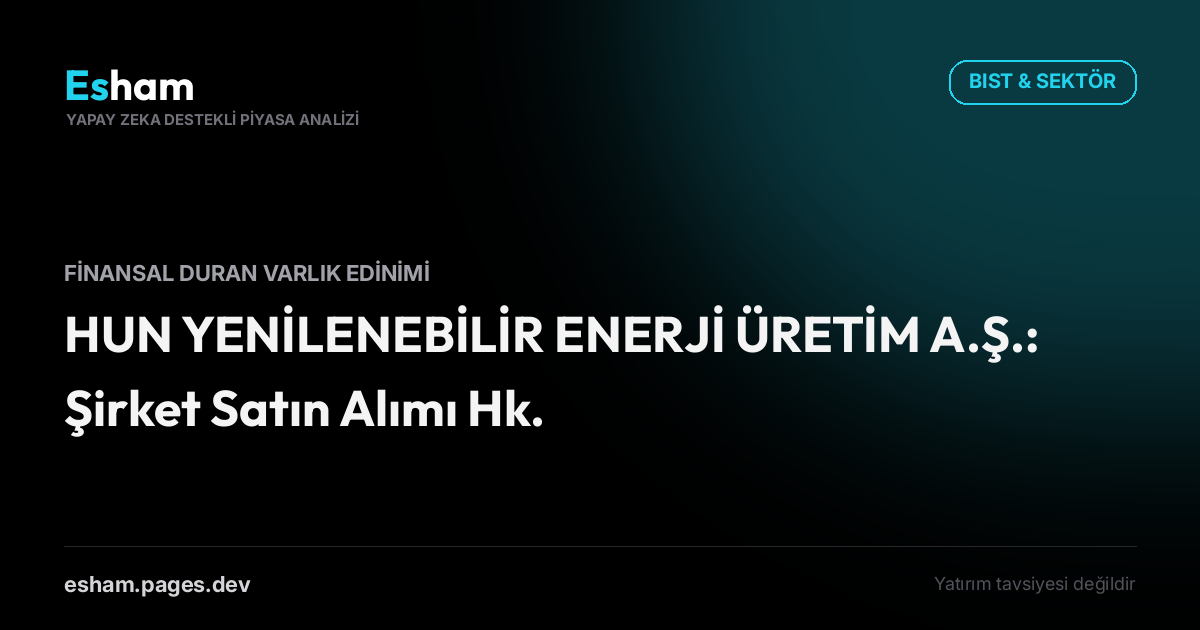 Esham
YAPAY ZEKA DESTEKLİ PİYASA ANALİZİ
BIST & SEKTÖR
FİNANSAL DURAN VARLIK EDİNİMİ
HUN YENİLENEBİLİR ENERJİ ÜRETİM A.Ş.:
Şirket Satın Alımı Hk.
esham.pages.dev
Yatırım tavsiyesi değildir